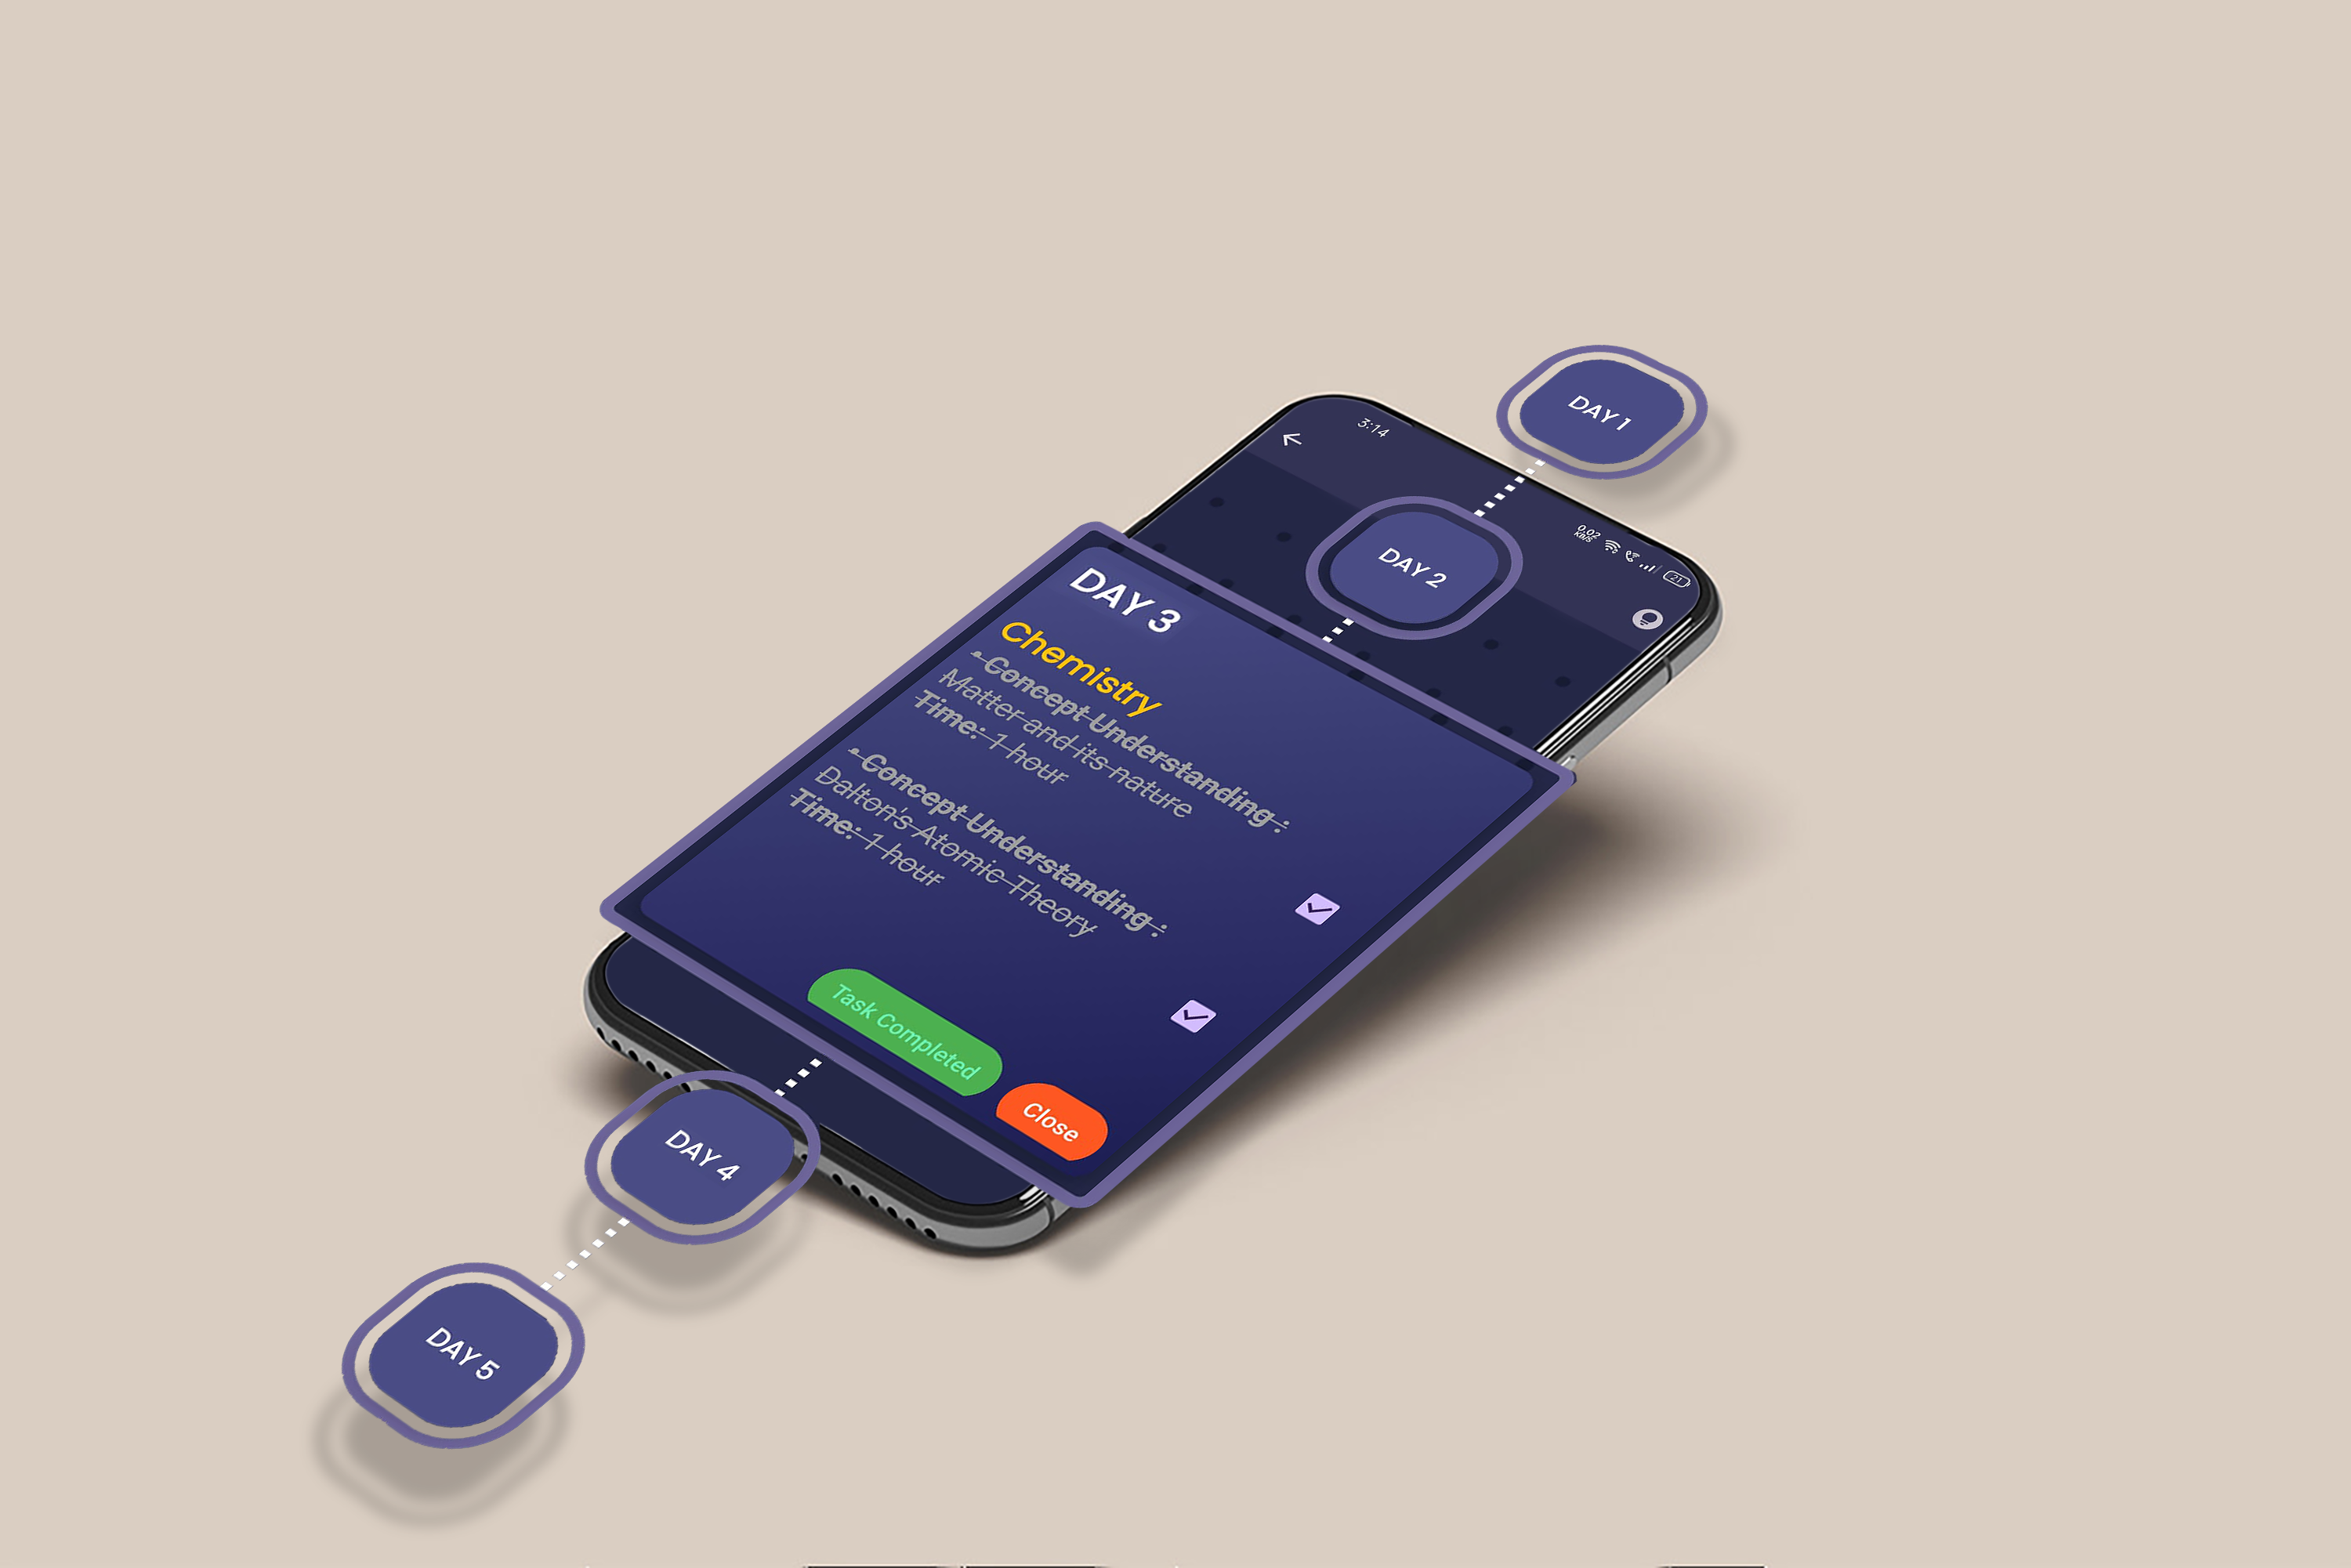 DAY 1
3:14
0.02
KB/S
21
DAY 2
DAY 3
Chemistry
• Concept Understanding :
Matter and its nature
Time: 1 hour
• Concept Understanding :
Dalton's Atomic Theory
Time: 1 hour
Task Completed
Close
DAY 4
DAY 5